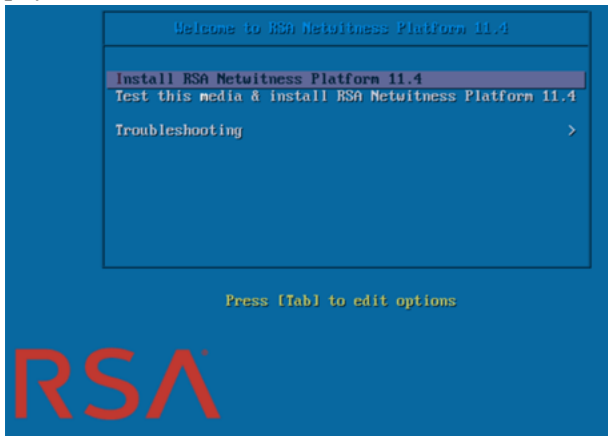 Welcome to RSA Netwitness Platform 11.4
Install RSA Netwitness Platform 11.4
Test this media & install RSA Netwitness Platform 11.4
Troubleshooting >
Press [Tab] to edit options
RSA